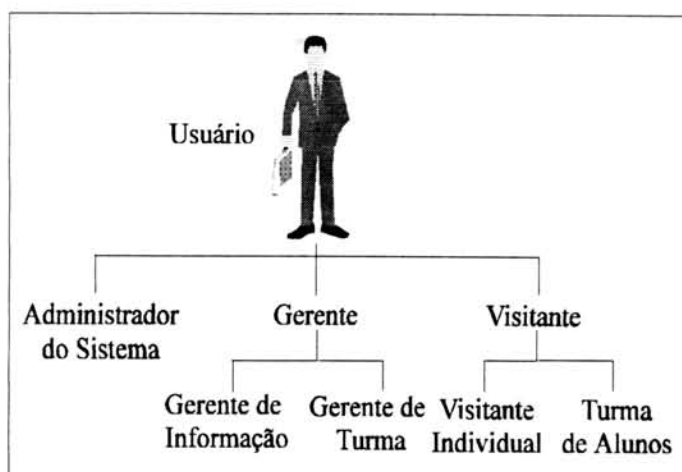 Usuário
Administrador
do Sistema
Gerente
Visitante
Gerente de
Informação
Gerente de
Turma
Visitante
Individual
Turma
de Alunos